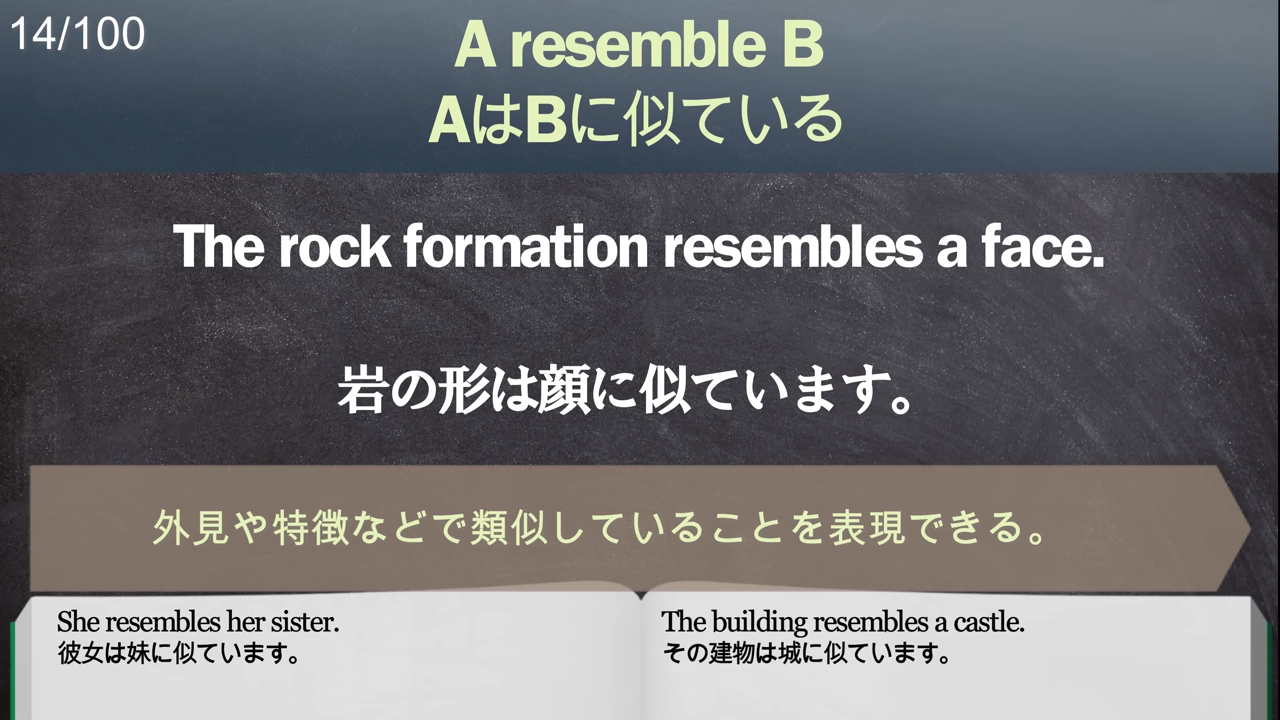 14/100
A resemble B
AはBに似ている
The rock formation resembles a face.
岩の形は顔に似ています。
外見や特徴などで類似していることを表現できる。
She resembles her sister.
彼女は妹に似ています。
The building resembles a castle.
その建物は城に似ています。